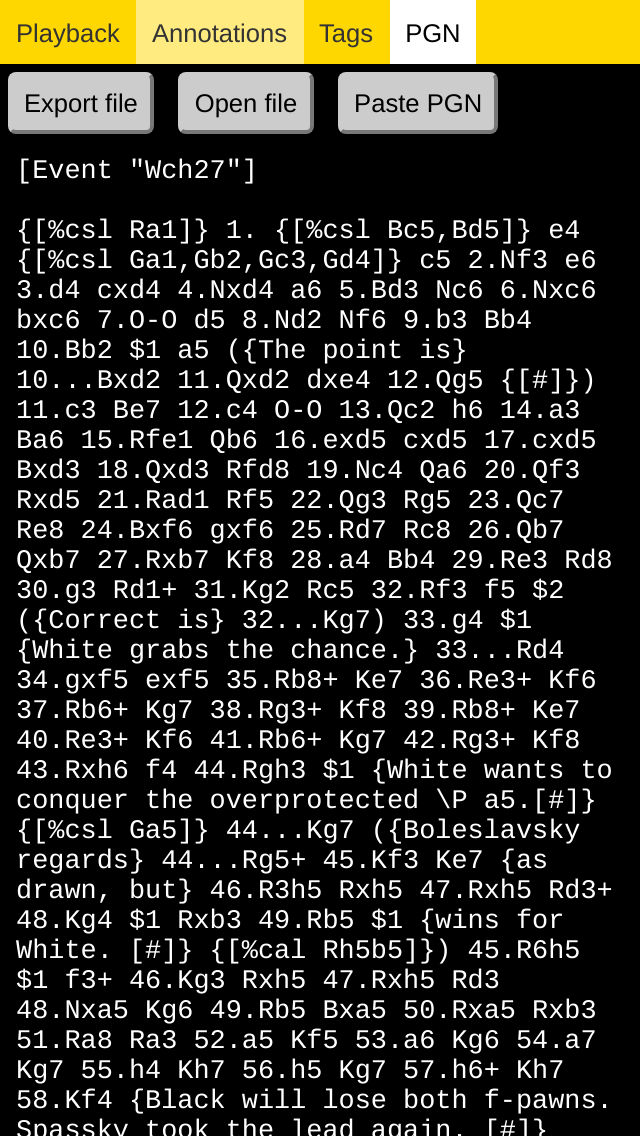 Playback Annotations Tags PGN
Export file Open file Paste PGN
[Event "Wch27"]
{[%csl Ra1]} 1. {[%csl Bc5,Bd5]} e4
{[%csl Ga1,Gb2,Gc3,Gd4]} c5 2.Nf3 e6
3.d4 cxd4 4.Nxd4 a6 5.Bd3 Nc6 6.Nxc6
bxc6 7.O-O d5 8.Nd2 Nf6 9.b3 Bb4
10.Bb2 $1 a5 ({The point is}
10...Bxd2 11.Qxd2 dxe4 12.Qg5 {[#]})
11.c3 Be7 12.c4 O-O 13.Qc2 h6 14.a3
Ba6 15.Rfe1 Qb6 16.exd5 cxd5 17.cxd5
Bxd3 18.Qxd3 Rfd8 19.Nc4 Qa6 20.Qf3
Rxd5 21.Rad1 Rf5 22.Qg3 Rg5 23.Qc7
Re8 24.Bxf6 gxf6 25.Rd7 Rc8 26.Qb7
Qxb7 27.Rxb7 Kf8 28.a4 Bb4 29.Re3 Rd8
30.g3 Rd1+ 31.Kg2 Rc5 32.Rf3 f5 $2
({Correct is} 32...Kg7) 33.g4 $1
{White grabs the chance.} 33...Rd4
34.gxf5 exf5 35.Rb8+ Ke7 36.Re3+ Kf6
37.Rb6+ Kg7 38.Rg3+ Kf8 39.Rb8+ Ke7
40.Re3+ Kf6 41.Rb6+ Kg7 42.Rg3+ Kf8
43.Rxh6 f4 44.Rgh3 $1 {White wants to
conquer the overprotected \P a5.[#]}
{[%csl Ga5]} 44...Kg7 ({Boleslavsky
regards} 44...Rg5+ 45.Kf3 Ke7 {as
drawn, but} 46.R3h5 Rxh5 47.Rxh5 Rd3+
48.Kg4 $1 Rxb3 49.Rb5 $1 {wins for
White. [#]} {[%cal Rh5b5]}) 45.R6h5
$1 f3+ 46.Kg3 Rxh5 47.Rxh5 Rd3
48.Nxa5 Kg6 49.Rb5 Bxa5 50.Rxa5 Rxb3
51.Ra8 Ra3 52.a5 Kf5 53.a6 Kg6 54.a7
Kg7 55.h4 Kh7 56.h5 Kg7 57.h6+ Kh7
58.Kf4 {Black will lose both f-pawns.
Spassky took the lead again. [#]}